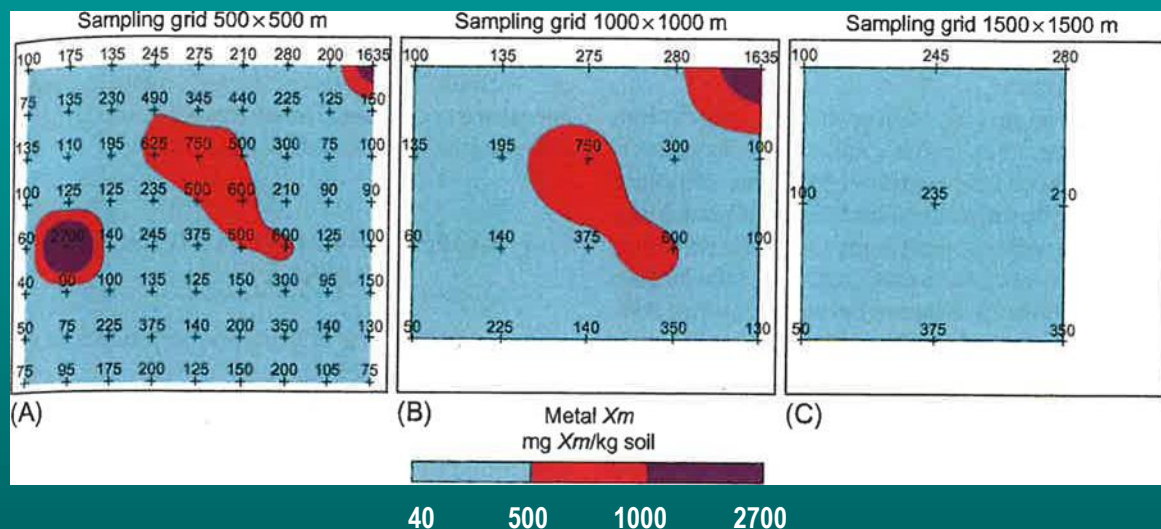 Sampling grid 500×500 m
100 175 135 245 275 210 280 200 1635
75 135 230 490 345 440 225 125 150
135 110 195 625 750 500 300 75 100
100 125 125 235 500 600 210 90 90
60 2700 140 245 375 500 600 125 100
40 90 100 135 125 150 300 95 150
50 75 225 375 140 200 350 140 130
75 95 175 200 125 150 200 105 75
(A)
Sampling grid 1000×1000 m
100 135 275 280 1635
135 195 750 300 100
60 140 375 600 100
50 225 140 350 130
(B)
Sampling grid 1500×1500 m
100 245 280
100 235 210
50 375 350
(C)
Metal Xm
mg Xm/kg soil
40 500 1000 2700